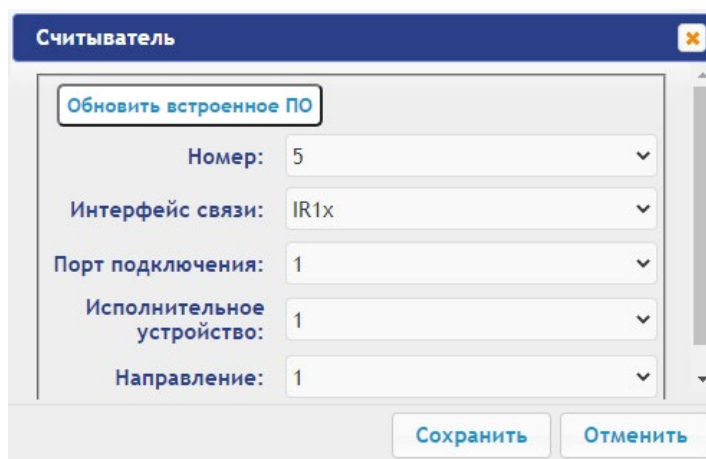 Считыватель
Обновить встроенное ПО
Номер: 5
Интерфейс связи: IR1x
Порт подключения: 1
Исполнительное
устройство: 1
Направление: 1
Сохранить Отменить